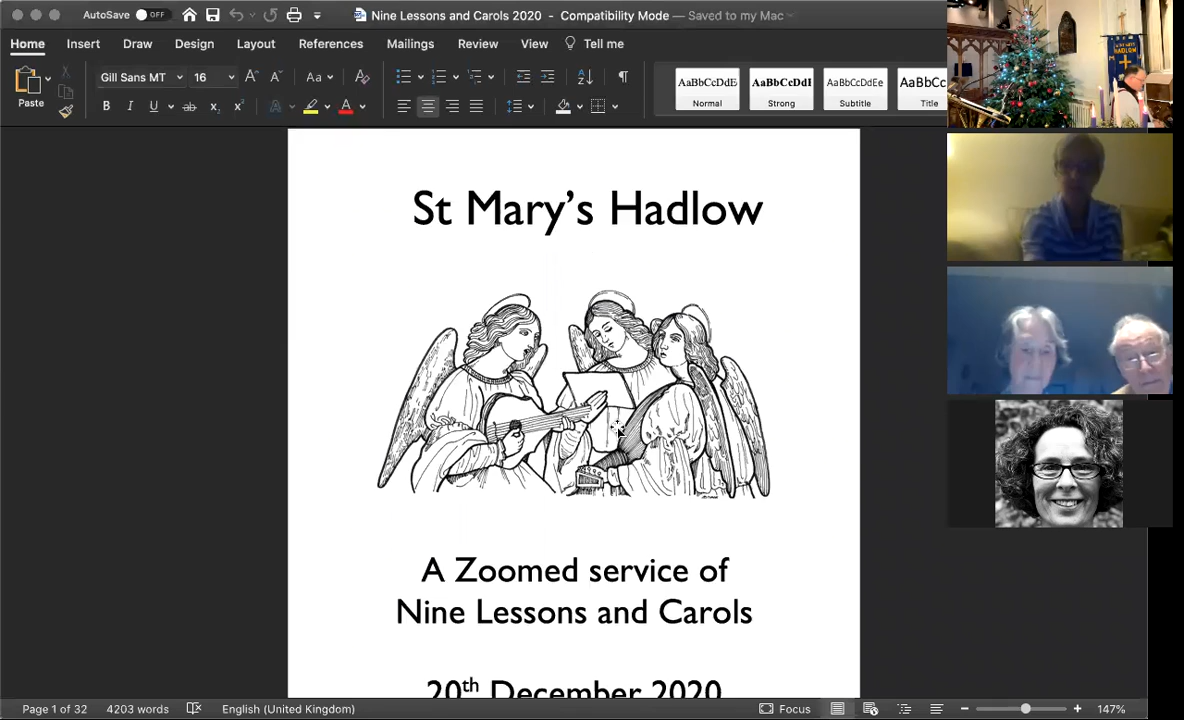 AutoSave OFF
Nine Lessons and Carols 2020 - Compatibility Mode — Saved to my Mac
Home Insert Draw Design Layout References Mailings Review View Tell me
Paste
Gill Sans MT 16
AaBbCcDdE AaBbCcDdI AaBbCcDdEe AaBbCcD
Normal Strong Subtitle Title
St Mary's Hadlow
A Zoomed service of
Nine Lessons and Carols
20th December 2020
Page 1 of 32 4203 words English (United Kingdom) Focus 147%